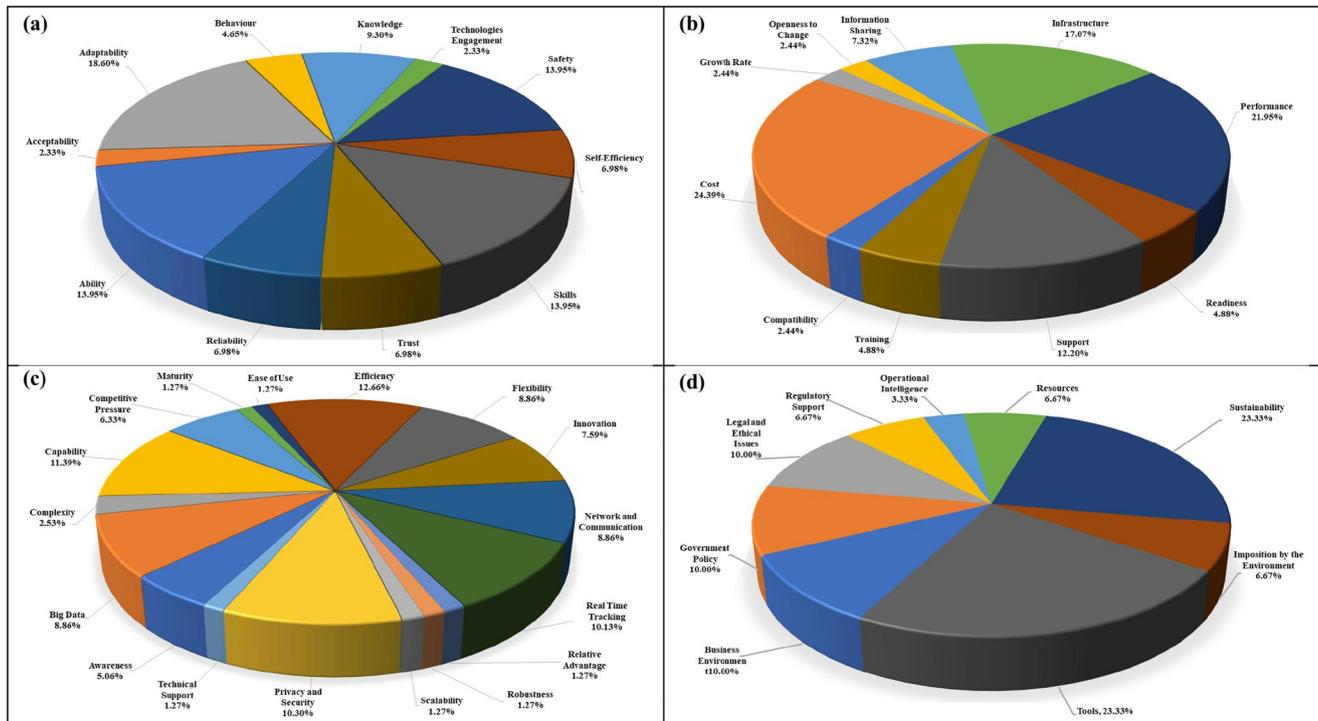 (a)
Behaviour
4.65%
Knowledge
9.30%
Technologies
Engagement
2.33%
Safety
13.95%
Self-Efficiency
6.98%
Skills
13.95%
Trust
6.98%
Reliability
6.98%
Ability
13.95%
Acceptability
2.33%
Adaptability
18.60%
(b)
Openness to
Change
2.44%
Information
Sharing
7.32%
Infrastructure
17.07%
Performance
21.95%
Readiness
4.88%
Support
12.20%
Training
4.88%
Compatibility
2.44%
Cost
24.39%
Growth Rate
2.44%
(c)
Maturity
1.27%
Ease of Use
1.27%
Efficiency
12.66%
Flexibility
8.86%
Innovation
7.59%
Network and
Communication
8.86%
Real Time
Tracking
10.13%
Relative
Advantage
1.27%
Robustness
1.27%
Scalability
1.27%
Privacy and
Security
10.30%
Technical
Support
1.27%
Awareness
5.06%
Big Data
8.86%
Complexity
2.53%
Capability
11.39%
Competitive
Pressure
6.33%
(d)
Operational
Intelligence
3.33%
Resources
6.67%
Sustainability
23.33%
Imposition by the
Environment
6.67%
Tools, 23.33%
Business
Environmen
t10.00%
Government
Policy
10.00%
Legal and
Ethical
Issues
10.00%
Regulatory
Support
6.67%